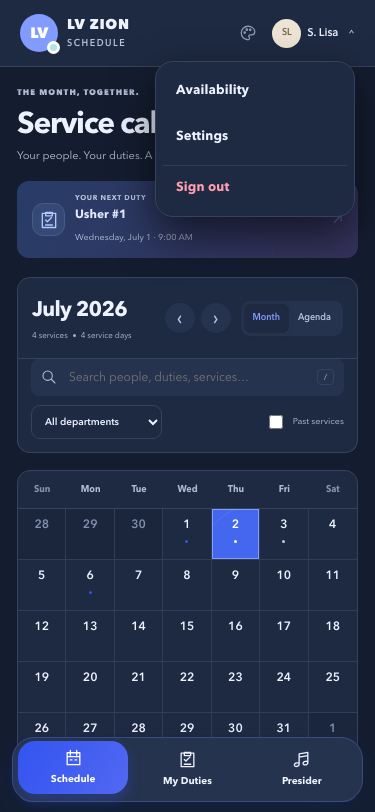 LV
LV ZION
SCHEDULE
SL
S. Lisa
Availability
Settings
Sign out
THE MONTH, TOGETHER.
Service cal
Your people. Your duties. A
YOUR NEXT DUTY
Usher #1
Wednesday, July 1 · 9:00 AM
July 2026
4 services • 4 service days
‹
›
Month
Agenda
Search people, duties, services…
/
All departments
Past services
Sun Mon Tue Wed Thu Fri Sat
28 29 30 1 2 3 4
5 6 7 8 9 10 11
12 13 14 15 16 17 18
19 20 21 22 23 24 25
26 27 28 29 30 31 1
Schedule
My Duties
Presider